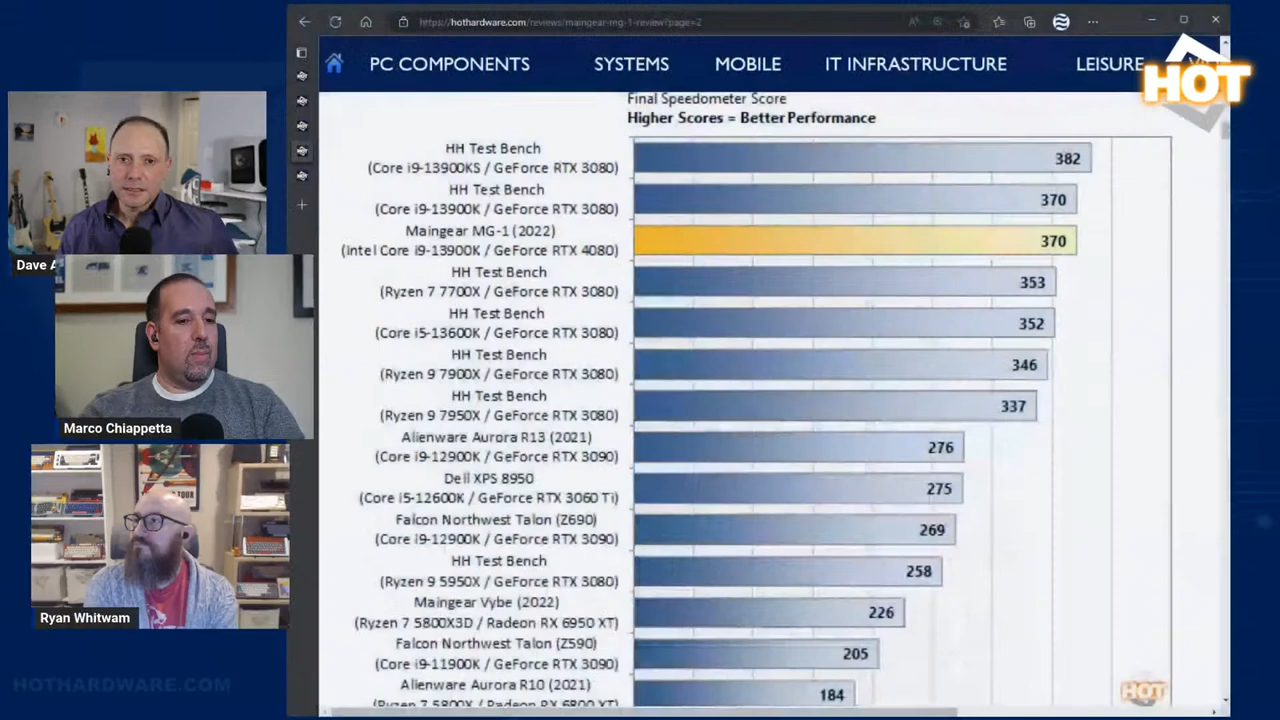 https://hothardware.com/reviews/maingear-mg-1-review?page=2
PC COMPONENTS
SYSTEMS
MOBILE
IT INFRASTRUCTURE
LEISURE
HOT
Final Speedometer Score
Higher Scores = Better Performance
HH Test Bench
(Core i9-13900KS / GeForce RTX 3080)
382
HH Test Bench
(Core i9-13900K / GeForce RTX 3080)
370
Maingear MG-1 (2022)
(Intel Core i9-13900K / GeForce RTX 4080)
370
HH Test Bench
(Ryzen 7 7700X / GeForce RTX 3080)
353
HH Test Bench
(Core i5-13600K / GeForce RTX 3080)
352
HH Test Bench
(Ryzen 9 7900X / GeForce RTX 3080)
346
HH Test Bench
(Ryzen 9 7950X / GeForce RTX 3080)
337
Alienware Aurora R13 (2021)
(Core i9-12900K / GeForce RTX 3090)
276
Dell XPS 8950
(Core i5-12600K / GeForce RTX 3060 Ti)
275
Falcon Northwest Talon (Z690)
(Core i9-12900K / GeForce RTX 3090)
269
HH Test Bench
(Ryzen 9 5950X / GeForce RTX 3080)
258
Maingear Vybe (2022)
(Ryzen 7 5800X3D / Radeon RX 6950 XT)
226
Falcon Northwest Talon (Z590)
(Core i9-11900K / GeForce RTX 3090)
205
Alienware Aurora R10 (2021)
(Ryzen 7 5800X / Radeon RX 6800 XT)
184
HOT
Dave A
Marco Chiappetta
Ryan Whitwam
HOTHARDWARE.COM